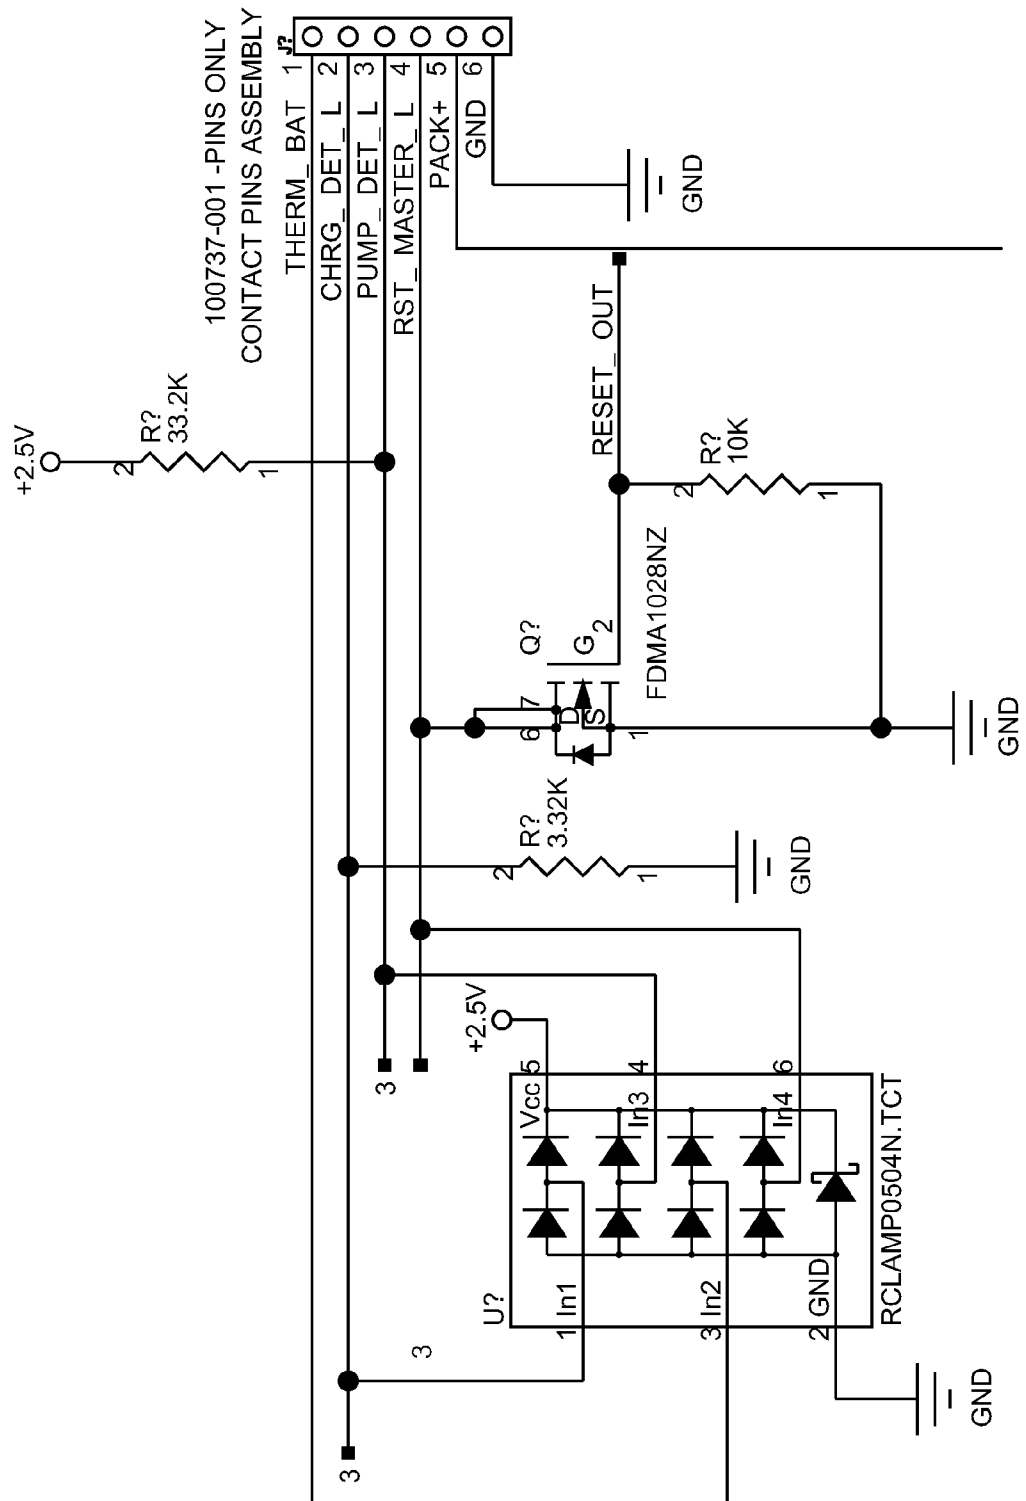 100737-001 -PINS ONLY
CONTACT PINS ASSEMBLY
J?
1
2
3
4
5
6
THERM_ BAT
CHRG_ DET_ L
PUMP_ DET_ L
RST_ MASTER_ L
PACK+
GND
GND
+2.5V
R?
33.2K
2
1
RESET_ OUT
R?
10K
2
1
Q?
G
2
D
S
7
6
1
FDMA1028NZ
GND
R?
3.32K
2
1
GND
+2.5V
3
3
3
U?
Vcc
5
In3
4
In4
6
1
In1
3
In2
2
GND
RCLAMP0504N.TCT
GND